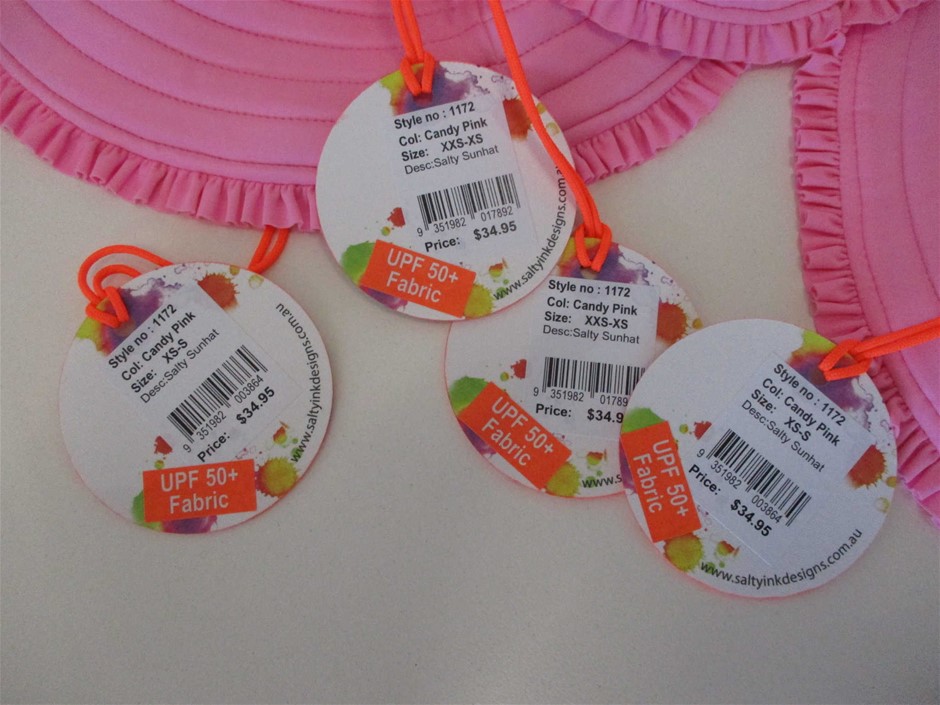 Style no : 1172
Col: Candy Pink
Size: XXS-XS
Desc:Salty Sunhat
9 351982 017892
Price: $34.95
UPF 50+
Fabric
www.saltyinkdesigns.com.a
Style no : 1172
Col: Candy Pink
Size: XS-S
Desc:Salty Sunhat
9 351982 003864
Price: $34.95
UPF 50+
Fabric
www.saltyinkdesigns.com.au
Style no : 1172
Col: Candy Pink
Size: XXS-XS
Desc:Salty Sunhat
9 351982 01789
Price: $34.9
UPF 50+
Fabric
www.s
Style no : 1172
Col: Candy Pink
Size: XS-S
Desc:Salty Sunhat
9 351982 003864
Price: $34.95
UPF 50+
Fabric
www.saltyinkdesigns.com.au